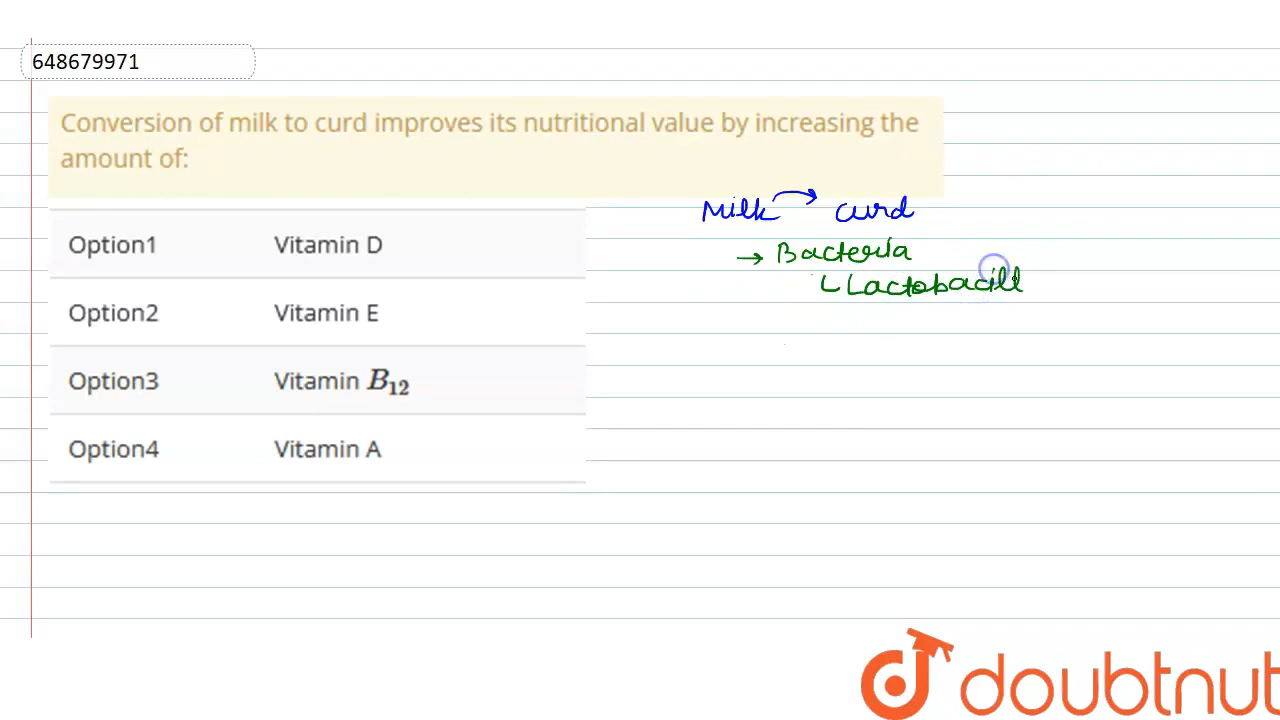 648679971
Conversion of milk to curd improves its nutritional value by increasing the
amount of:
Milk → curd
Option1 Vitamin D
→ Bacteria
Lactobacill
Option2 Vitamin E
Option3 Vitamin B₁₂
Option4 Vitamin A
doubtnut